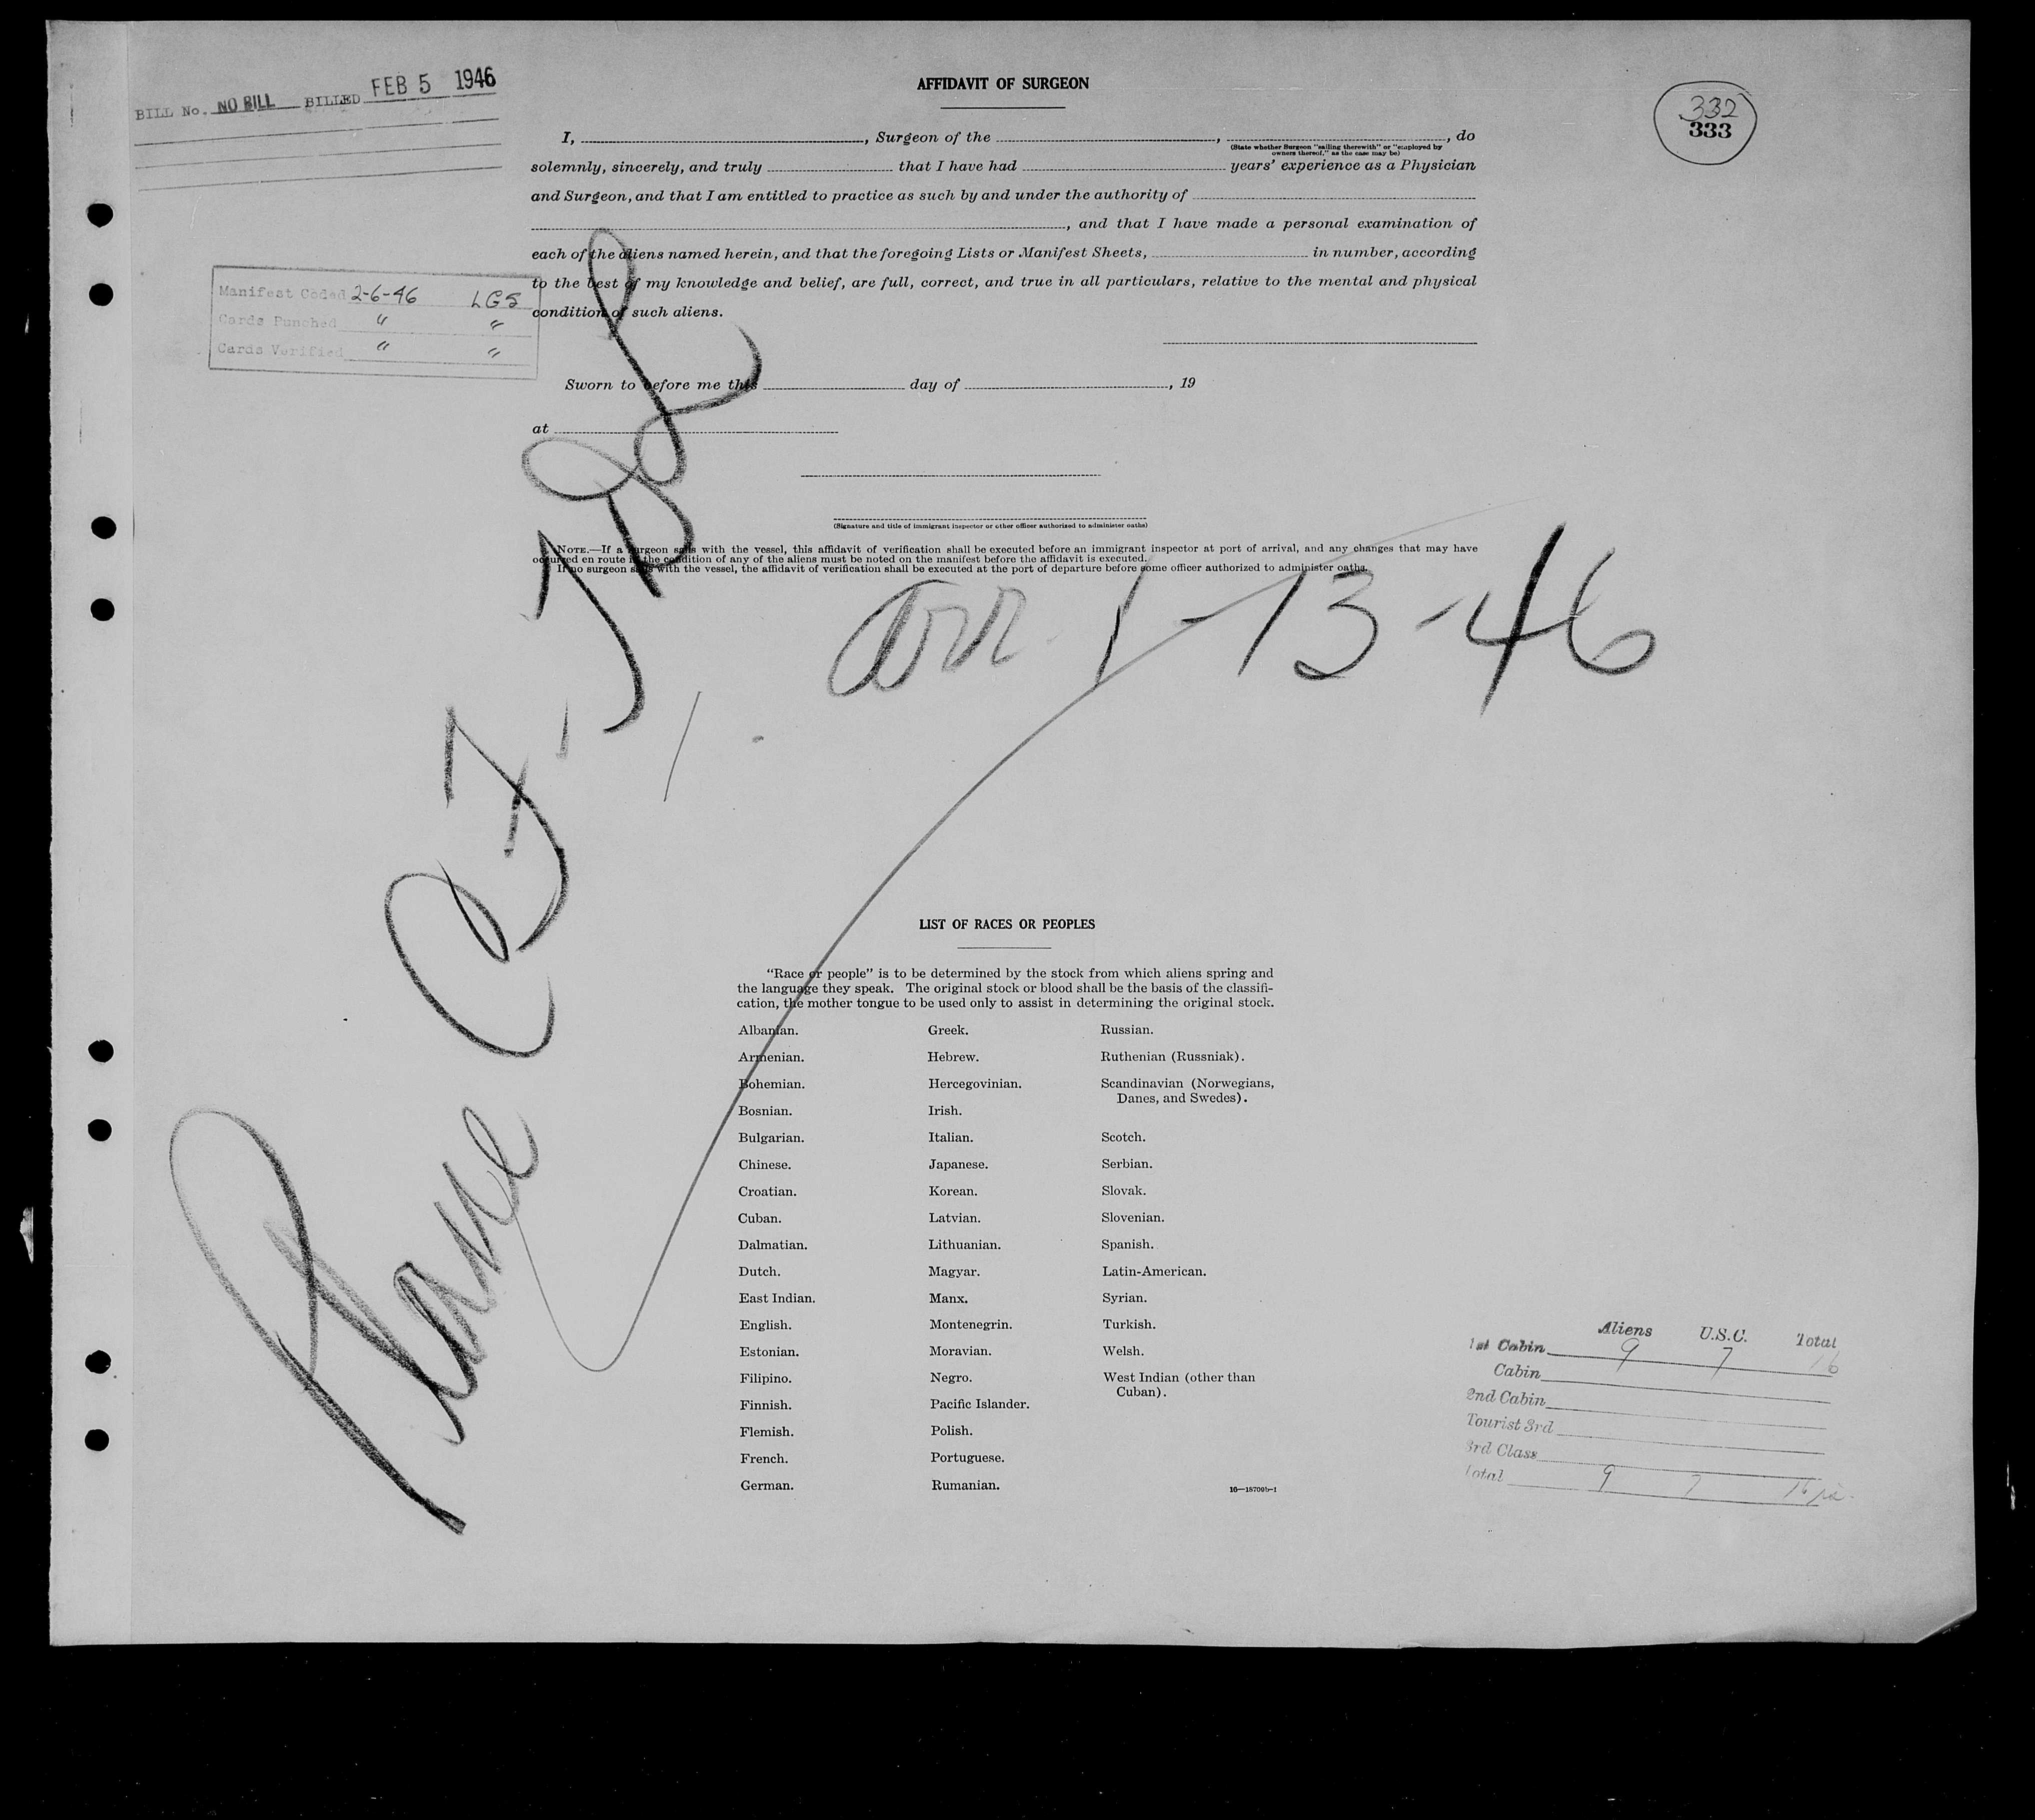 BILL No. NO BILL BILLED FEB 5 1946
AFFIDAVIT OF SURGEON
332
333
I, , Surgeon of the , , do
(State whether Surgeon "sailing therewith" or "employed by
owners thereof," as the case may be)
solemnly, sincerely, and truly that I have had years' experience as a Physician
and Surgeon, and that I am entitled to practice as such by and under the authority of
, and that I have made a personal examination of
each of the aliens named herein, and that the foregoing Lists or Manifest Sheets, in number, according
to the best of my knowledge and belief, are full, correct, and true in all particulars, relative to the mental and physical
condition of such aliens.
Manifest Coded 2-6-46 LGS
Cards Punched " "
Cards Verified " "
Sworn to before me this day of , 19
at
(Signature and title of immigrant inspector or other officer authorized to administer oaths)
NOTE.—If a surgeon sails with the vessel, this affidavit of verification shall be executed before an immigrant inspector at port of arrival, and any changes that may have
occurred en route in the condition of any of the aliens must be noted on the manifest before the affidavit is executed.
If no surgeon sails with the vessel, the affidavit of verification shall be executed at the port of departure before some officer authorized to administer oaths.
arr 1-13-46
Plane
LIST OF RACES OR PEOPLES
"Race or people" is to be determined by the stock from which aliens spring and
the language they speak. The original stock or blood shall be the basis of the classifi-
cation, the mother tongue to be used only to assist in determining the original stock.
Albanian.
Armenian.
Bohemian.
Bosnian.
Bulgarian.
Chinese.
Croatian.
Cuban.
Dalmatian.
Dutch.
East Indian.
English.
Estonian.
Filipino.
Finnish.
Flemish.
French.
German.
Greek.
Hebrew.
Hercegovinian.
Irish.
Italian.
Japanese.
Korean.
Latvian.
Lithuanian.
Magyar.
Manx.
Montenegrin.
Moravian.
Negro.
Pacific Islander.
Polish.
Portuguese.
Rumanian.
Russian.
Ruthenian (Russniak).
Scandinavian (Norwegians,
Danes, and Swedes).
Scotch.
Serbian.
Slovak.
Slovenian.
Spanish.
Latin-American.
Syrian.
Turkish.
Welsh.
West Indian (other than
Cuban).
16—18709b-1
Aliens U.S.C. Total
1st Cabin 9 7 16
Cabin
2nd Cabin
Tourist 3rd
3rd Class
Total 9 7 16